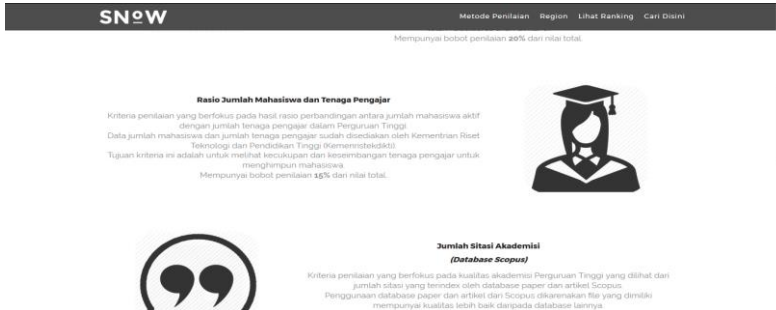 SNOW
Metode Penilaian Region Lihat Ranking Cari Disini
Mempunyai bobot penilaian 20% dari nilai total.
Rasio Jumlah Mahasiswa dan Tenaga Pengajar
Kriteria penilaian yang berfokus pada hasil rasio perbandingan antara jumlah mahasiswa aktif
dengan jumlah tenaga pengajar dalam Perguruan Tinggi
Data jumlah mahasiswa dan jumlah tenaga pengajar sudah disediakan oleh Kementrian Riset
Teknologi dan Pendidikan Tinggi (Kemenristekdikti).
Tujuan kriteria ini adalah untuk melihat kecukupan dan keseimbangan tenaga pengajar untuk
menghimpun mahasiswa
Mempunyai bobot penilaian 15% dari nilai total.
Jumlah Sitasi Akademisi
(Database Scopus)
Kriteria penilaian yang berfokus pada kualitas akademisi Perguruan Tinggi yang dilihat dari
jumlah sitasi yang terindex oleh database paper dan artikel Scopus
Penggunaan database paper dan artikel dari Scopus dikarenakan file yang dimiliki
mempunyai kualitas lebih baik daripada database lainnya